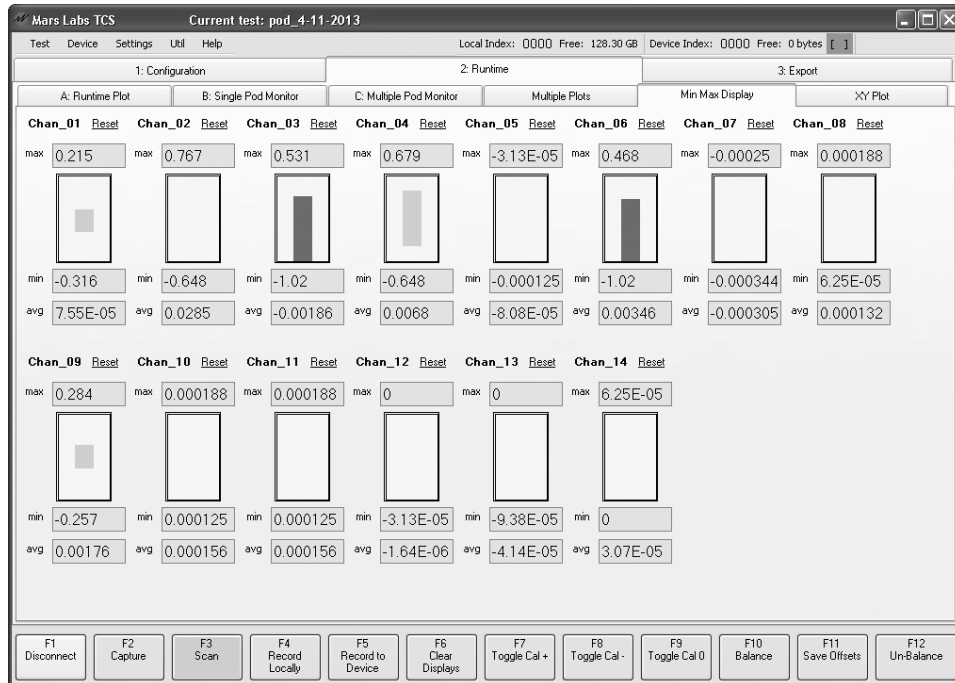 Mars Labs TCS Current test: pod_4-11-2013
Test Device Settings Util Help Local Index: 0000 Free: 128.30 GB Device Index: 0000 Free: 0 bytes [ ]
1: Configuration 2: Runtime 3: Export
A: Runtime Plot B: Single Pod Monitor C: Multiple Pod Monitor Multiple Plots Min Max Display XY Plot
Chan_01 Reset Chan_02 Reset Chan_03 Reset Chan_04 Reset Chan_05 Reset Chan_06 Reset Chan_07 Reset Chan_08 Reset
max 0.215 max 0.767 max 0.531 max 0.679 max -3.13E-05 max 0.468 max -0.00025 max 0.000188
min -0.316 min -0.648 min -1.02 min -0.648 min -0.000125 min -1.02 min -0.000344 min 6.25E-05
avg 7.55E-05 avg 0.0285 avg -0.00186 avg 0.0068 avg -8.08E-05 avg 0.00346 avg -0.000305 avg 0.000132
Chan_09 Reset Chan_10 Reset Chan_11 Reset Chan_12 Reset Chan_13 Reset Chan_14 Reset
max 0.284 max 0.000188 max 0.000188 max 0 max 0 max 6.25E-05
min -0.257 min 0.000125 min 0.000125 min -3.13E-05 min -9.38E-05 min 0
avg 0.00176 avg 0.000156 avg 0.000156 avg -1.64E-06 avg -4.14E-05 avg 3.07E-05
F1 F2 F3 F4 F5 F6 F7 F8 F9 F10 F11 F12
Disconnect Capture Scan Record Record to Clear Toggle Cal + Toggle Cal - Toggle Cal 0 Balance Save Offsets Un-Balance
Locally Device Displays